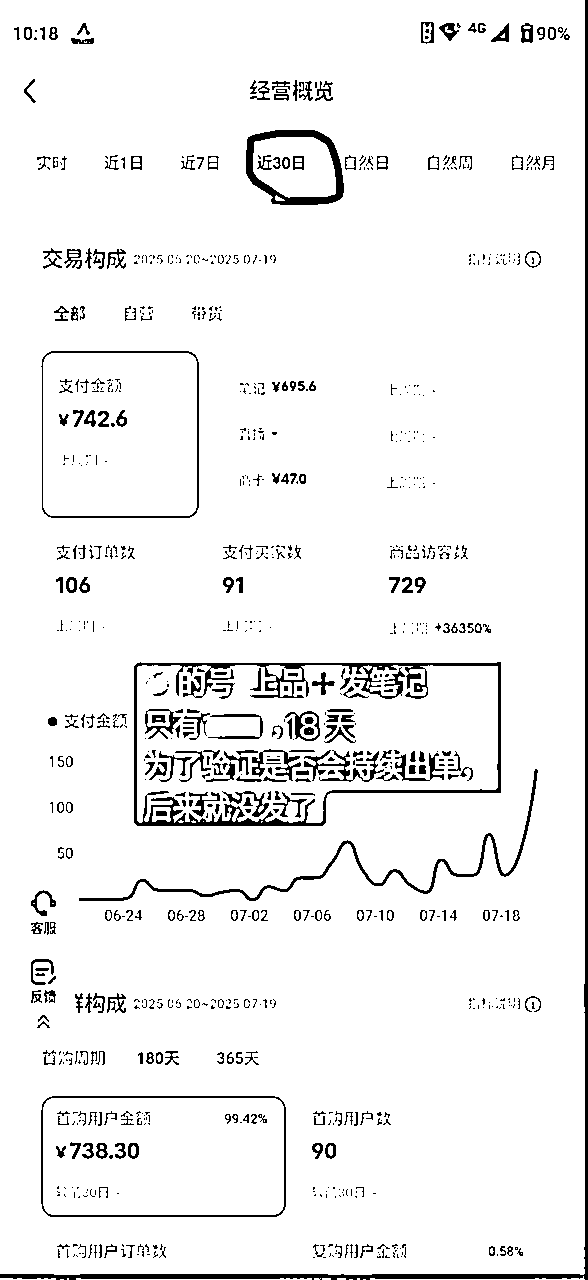 10:18
4G 90%
经营概览
实时 近1日 近7日 近30日 自然日 自然周 自然月
交易构成 2025-06-20~2025-07-19 指标说明
全部 自营 带货
支付金额
¥742.6
上周期 -
笔记 ¥695.6 上周期 -
直播 - 上周期 -
商卡 ¥47.0 上周期 -
支付订单数 支付买家数 商品访客数
106 91 729
上周期 - 上周期 - 上周期 +36350%
的号 上品+发笔记
只有 ,18天
为了验证是否会持续出单,
后来就没发了
支付金额
150
100
50
06-24 06-28 07-02 07-06 07-10 07-14 07-18
客服
反馈
构成 2025-06-20~2025-07-19 指标说明
首购周期 180天 365天
首购用户金额 99.42% 首购用户数
¥738.30 90
较前30日 - 较前30日 -
首购用户订单数 复购用户金额 0.58%